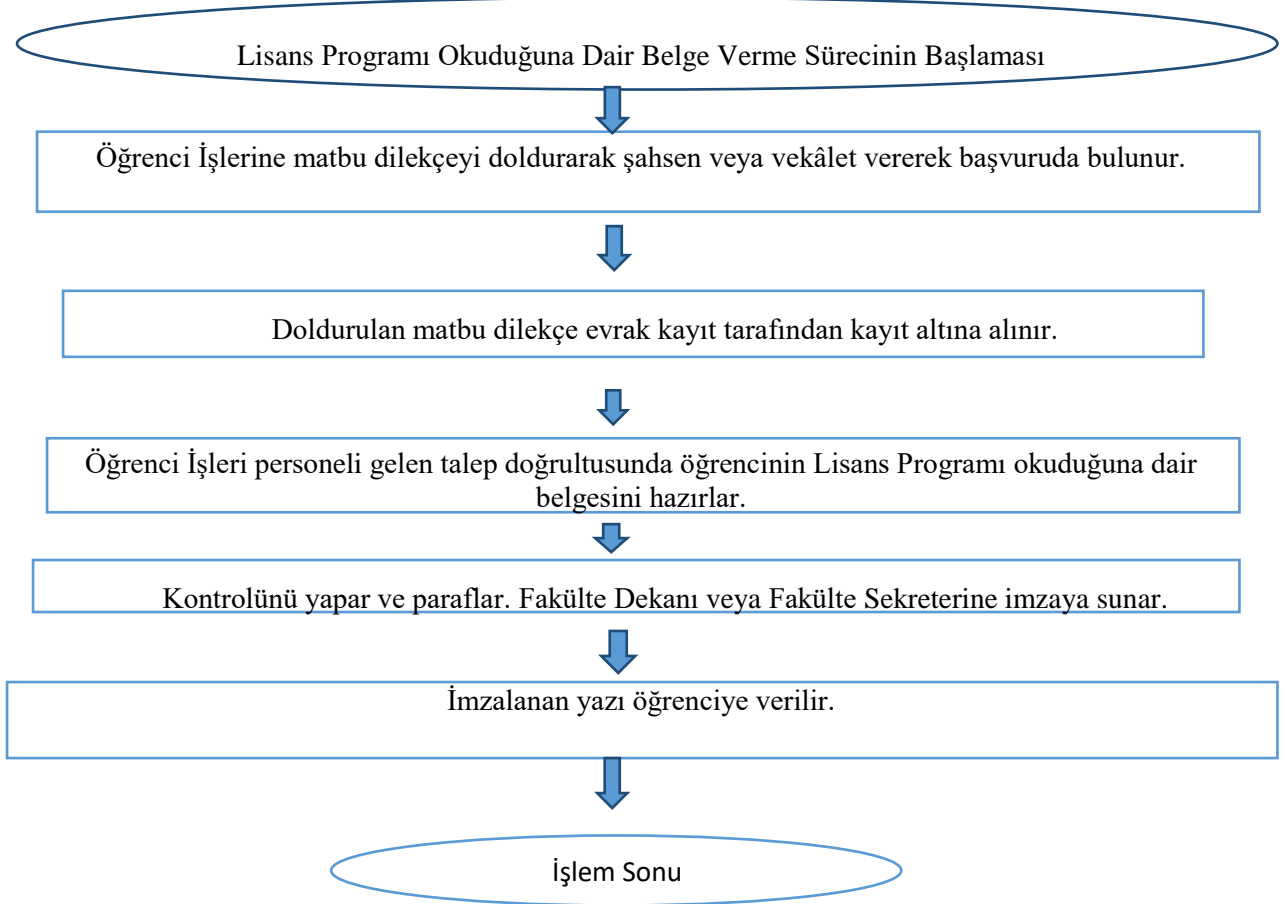 Lisans Programı Okuduğuna Dair Belge Verme Sürecinin Başlaması
Öğrenci İşlerine matbu dilekçeyi doldurarak şahsen veya vekâlet vererek başvuruda bulunur.
Doldurulan matbu dilekçe evrak kayıt tarafından kayıt altına alınır.
Öğrenci İşleri personeli gelen talep doğrultusunda öğrencinin Lisans Programı okuduğuna dair
belgesini hazırlar.
Kontrolünü yapar ve paraflar. Fakülte Dekanı veya Fakülte Sekreterine imzaya sunar.
İmzalanan yazı öğrenciye verilir.
İşlem Sonu